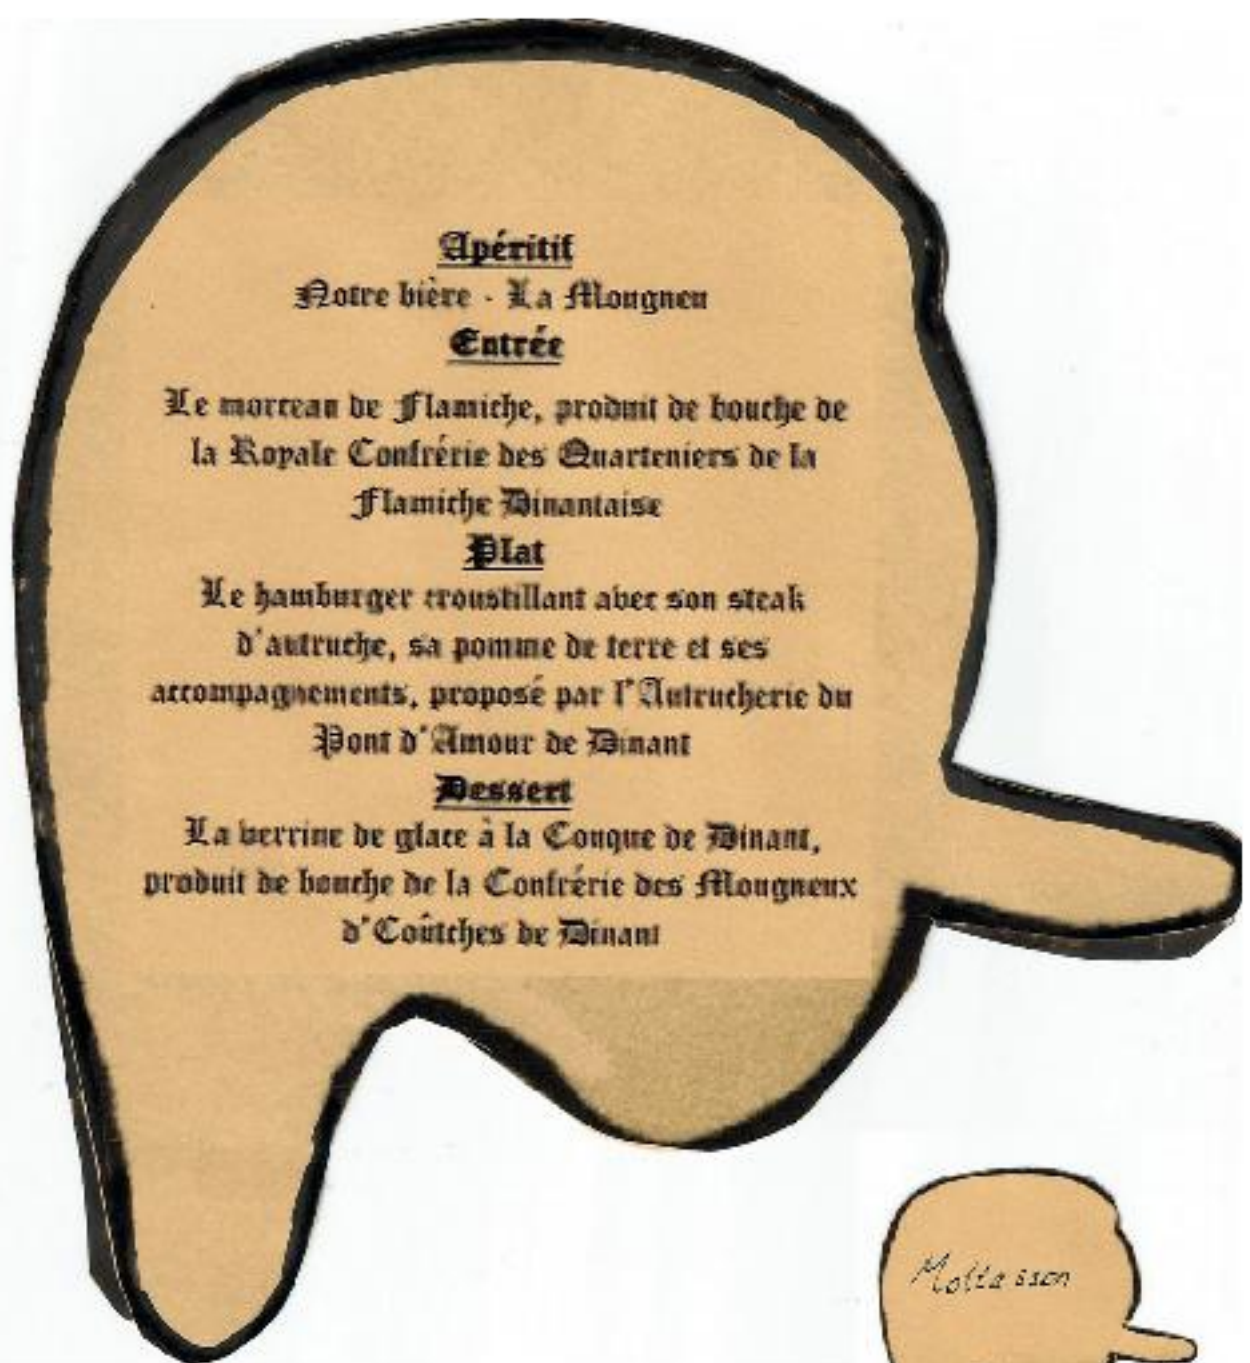 Apéritif
Notre bière - La Mougneu
Entrée
Le morceau de Flamiche, produit de bouche de
la Royale Confrérie des Quarteniers de la
Flamiche Dinantaise
Plat
Le hamburger croustillant avec son steak
d'autruche, sa pomme de terre et ses
accompagnements, proposé par l'Autrucherie du
Pont d'Amour de Dinant
Dessert
La verrine de glace à la Couque de Dinant,
produit de bouche de la Confrérie des Mougneux
d'Coûtches de Dinant